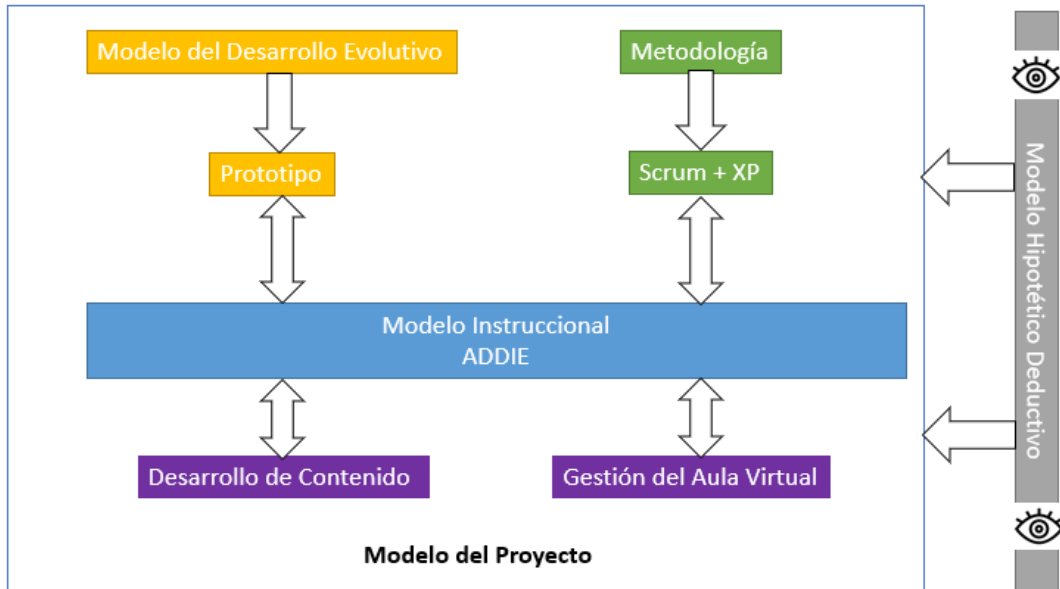 Modelo del Desarrollo Evolutivo
Metodología
Prototipo
Scrum + XP
Modelo Instruccional
ADDIE
Desarrollo de Contenido
Gestión del Aula Virtual
Modelo del Proyecto
Modelo Hipotético Deductivo